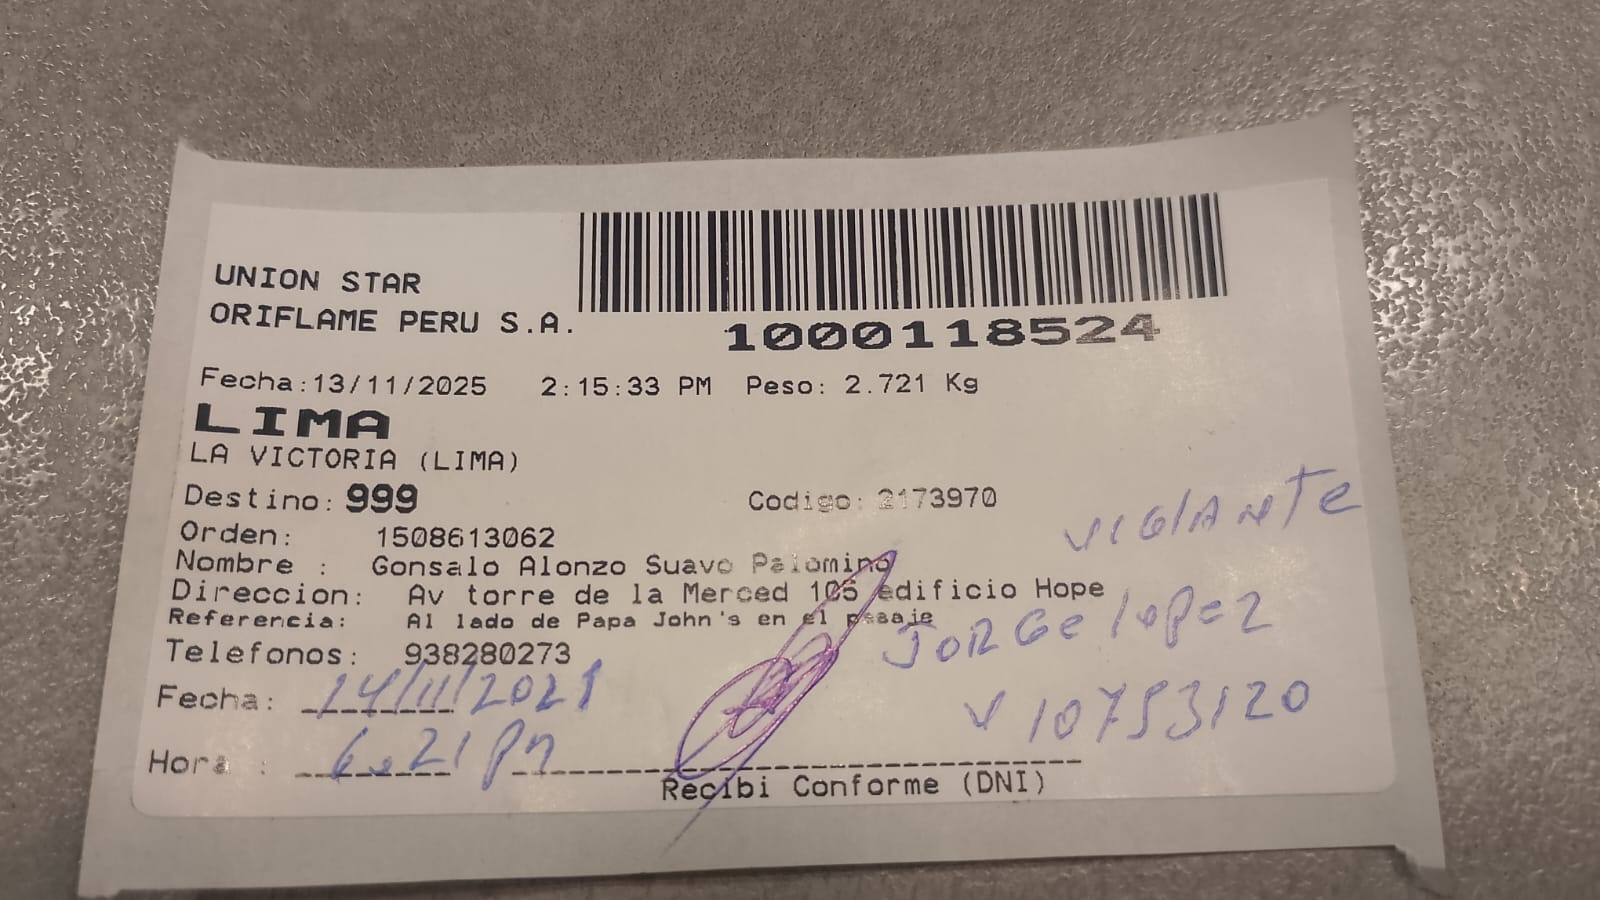 UNION STAR
ORIFLAME PERU S.A.
1000118524
Fecha:13/11/2025 2:15:33 PM Peso: 2.721 Kg
LIMA
LA VICTORIA (LIMA)
Destino: 999 Codigo: 2173970
VIGIANTE
Orden: 1508613062
Nombre : Gonsalo Alonzo Suavo Palomino
Direccion: Av torre de la Merced 105 edificio Hope
Referencia: Al lado de Papa John's en el pasaje
JORGe lopez
Telefonos: 938280273
Fecha: 14/11/2021
10753120
Hora : 6:21 pm
Recibi Conforme (DNI)